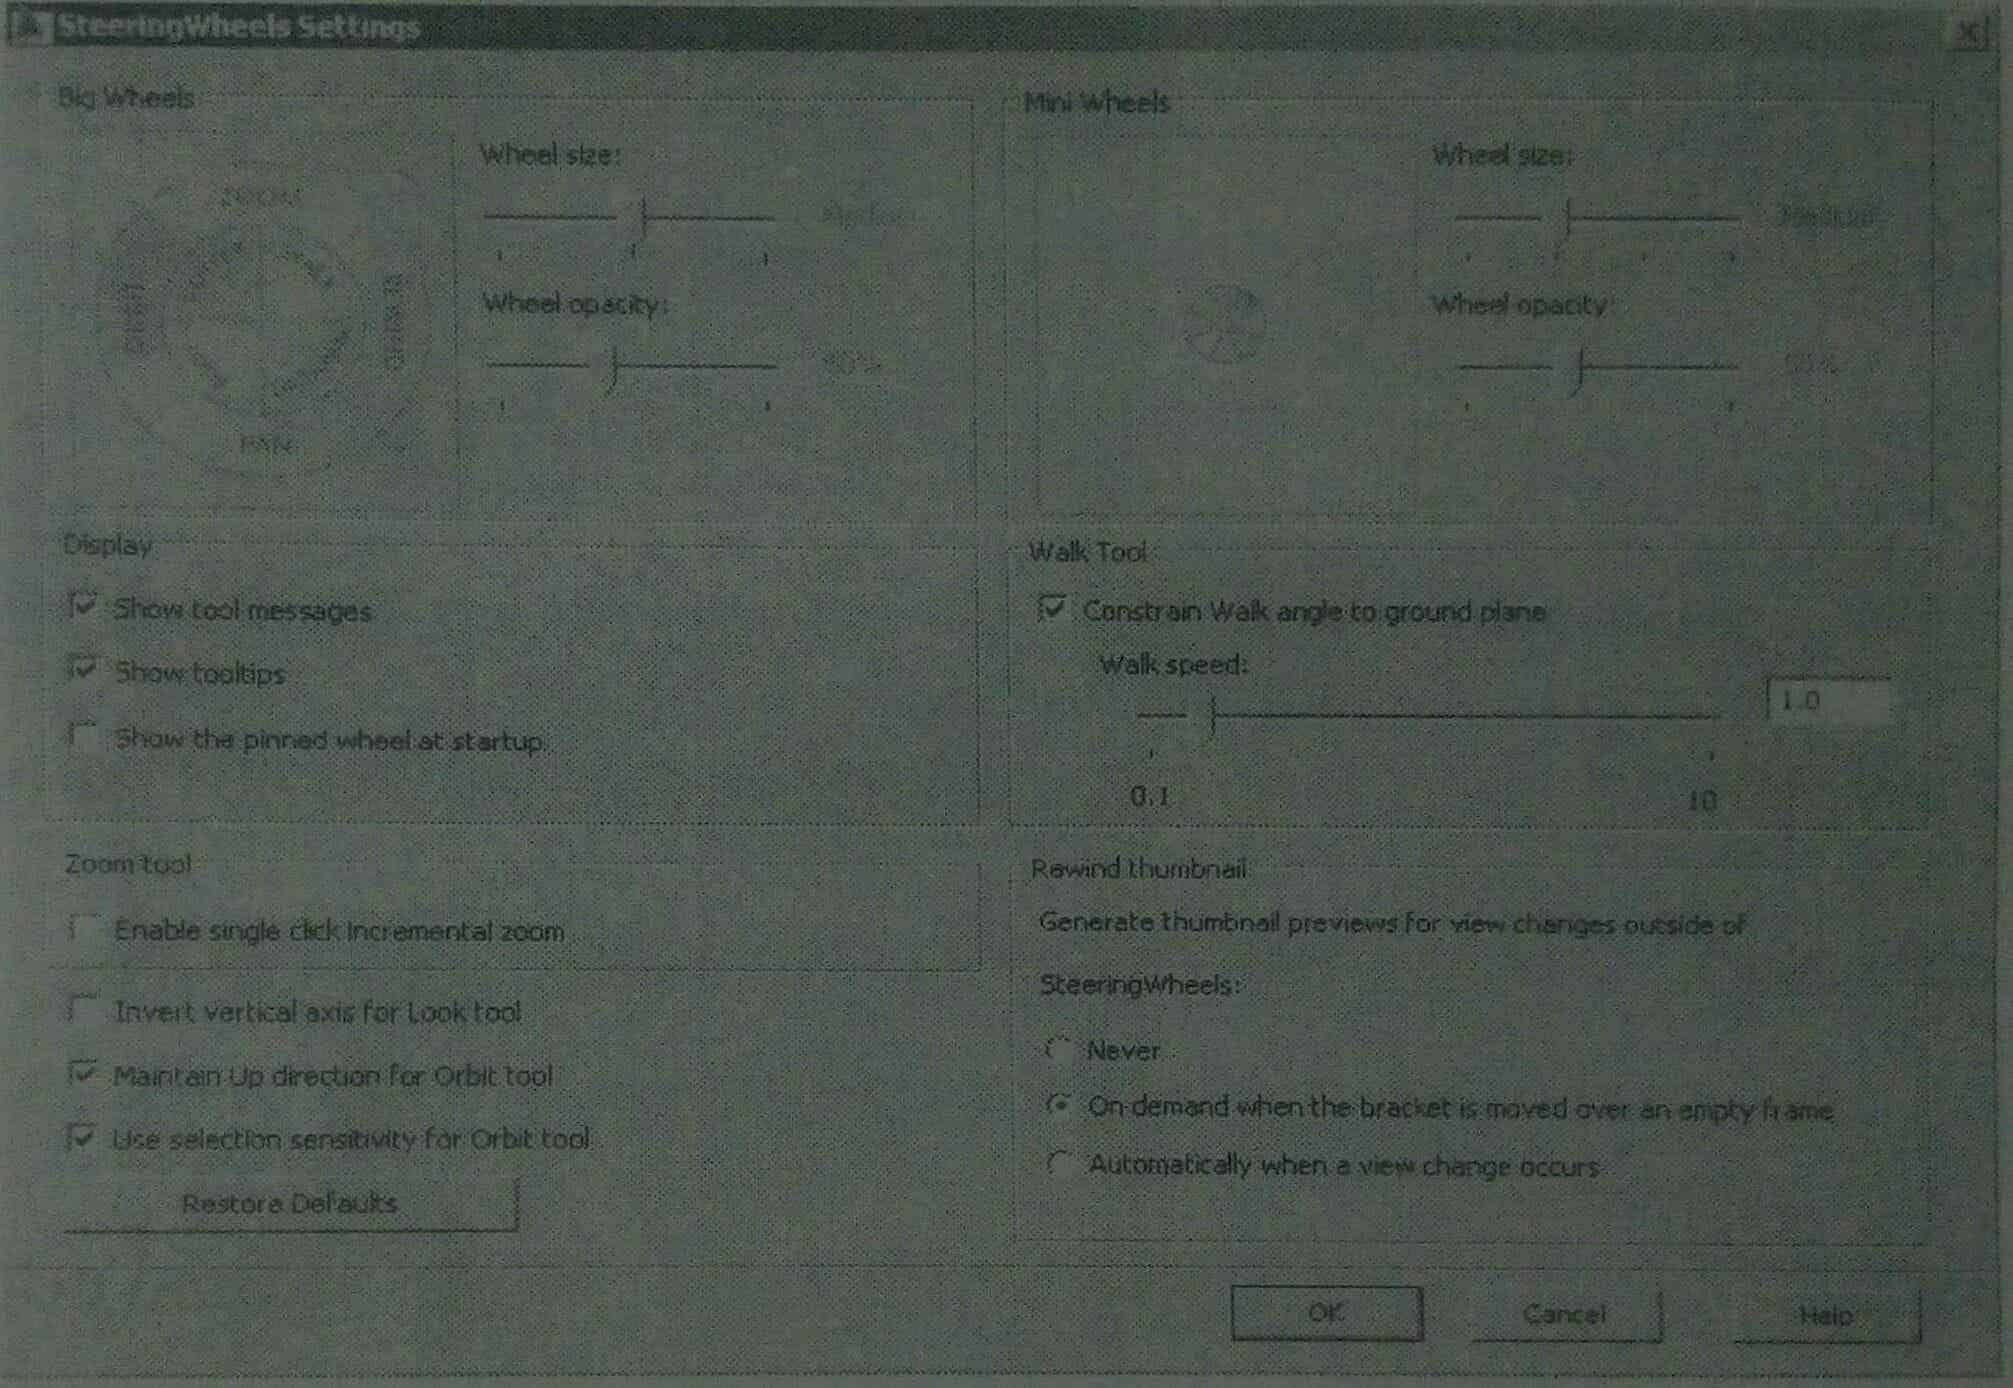 SteeringWheels Settings
Big Wheels
ZOOM
REWIND
PAN
Wheel size:
Wheel opacity:
Mini Wheels
Wheel size:
Medium
Wheel opacity:
Display
Show tool messages
Show tooltips
Show the pinned wheel at startup
Walk Tool
Constrain Walk angle to ground plane
Walk speed:
1.0
0.1
10
Zoom tool
Enable single click incremental zoom
Invert vertical axis for Look tool
Maintain Up direction for Orbit tool
Use selection sensitivity for Orbit tool
Restore Defaults
Rewind thumbnail
Generate thumbnail previews for view changes outside of
SteeringWheels:
Never
On demand when the bracket is moved over an empty frame
Automatically when a view change occurs
OK
Cancel
Help